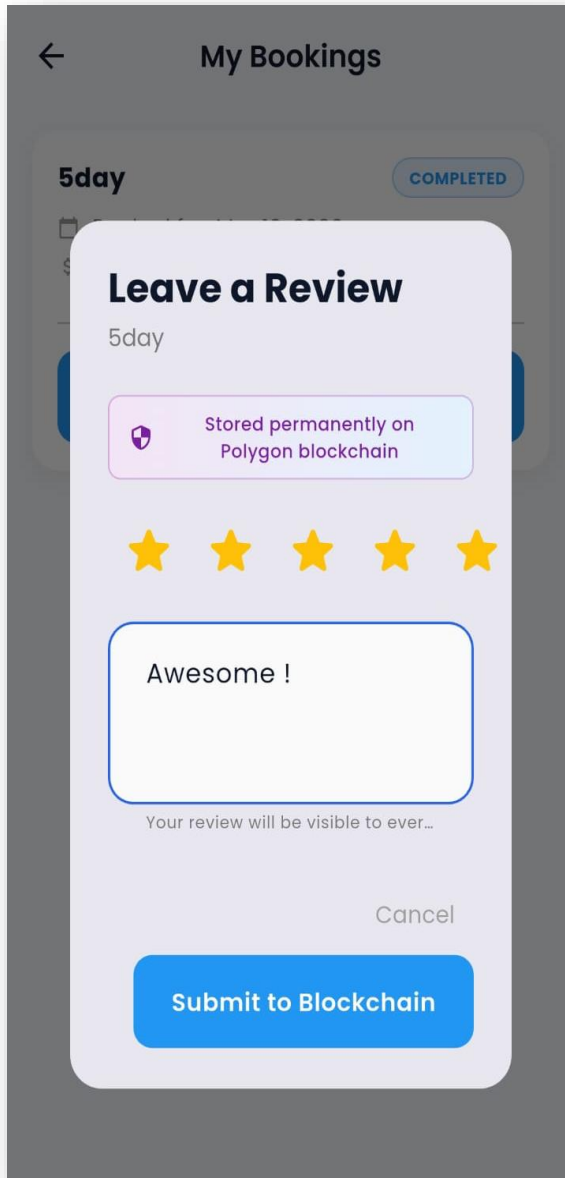 My Bookings
5day
COMPLETED
$
Leave a Review
5day
Stored permanently on
Polygon blockchain
Awesome !
Your review will be visible to ever…
Cancel
Submit to Blockchain